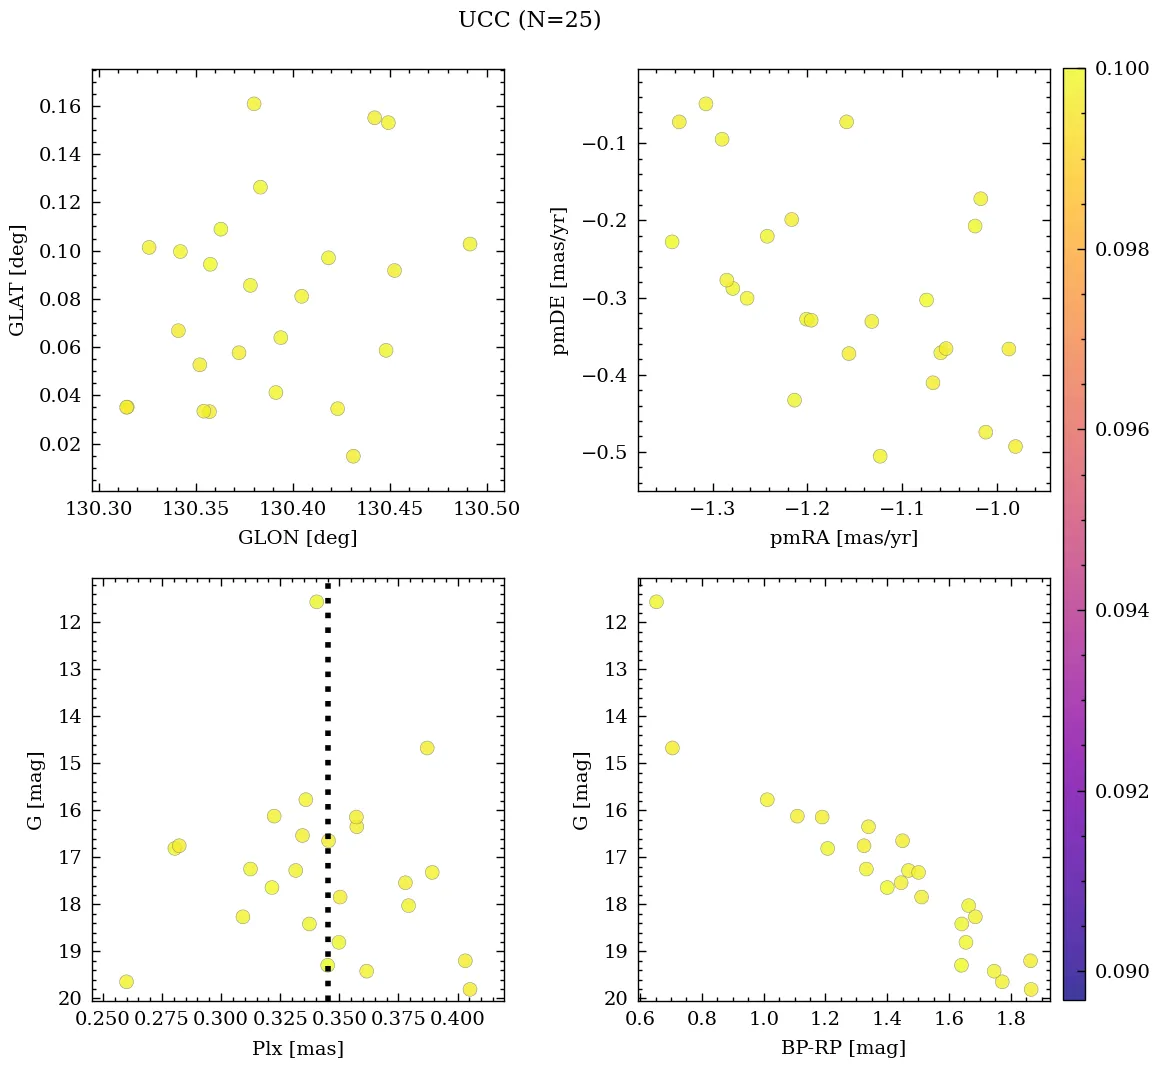 UCC (N=25)
0.16
0.14
0.12
0.10
0.08
0.06
0.04
0.02
GLAT [deg]
130.30 130.35 130.40 130.45 130.50
GLON [deg]
−0.1
−0.2
−0.3
−0.4
−0.5
pmDE [mas/yr]
−1.3 −1.2 −1.1 −1.0
pmRA [mas/yr]
0.100
0.098
0.096
0.094
0.092
0.090
12
13
14
15
16
17
18
19
20
G [mag]
0.250 0.275 0.300 0.325 0.350 0.375 0.400
Plx [mas]
12
13
14
15
16
17
18
19
20
G [mag]
0.6 0.8 1.0 1.2 1.4 1.6 1.8
BP-RP [mag]